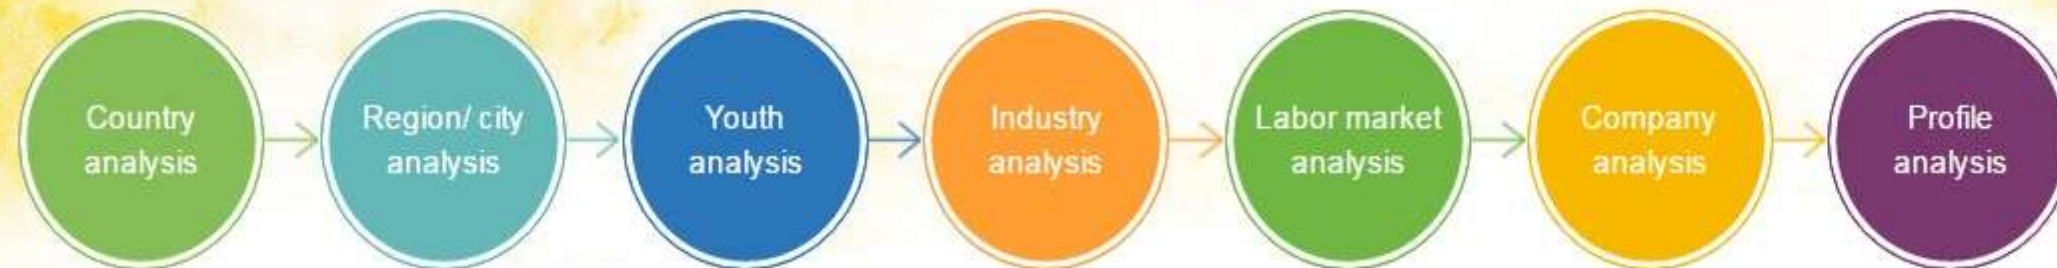 Country
analysis
Region/ city
analysis
Youth
analysis
Industry
analysis
Labor market
analysis
Company
analysis
Profile
analysis